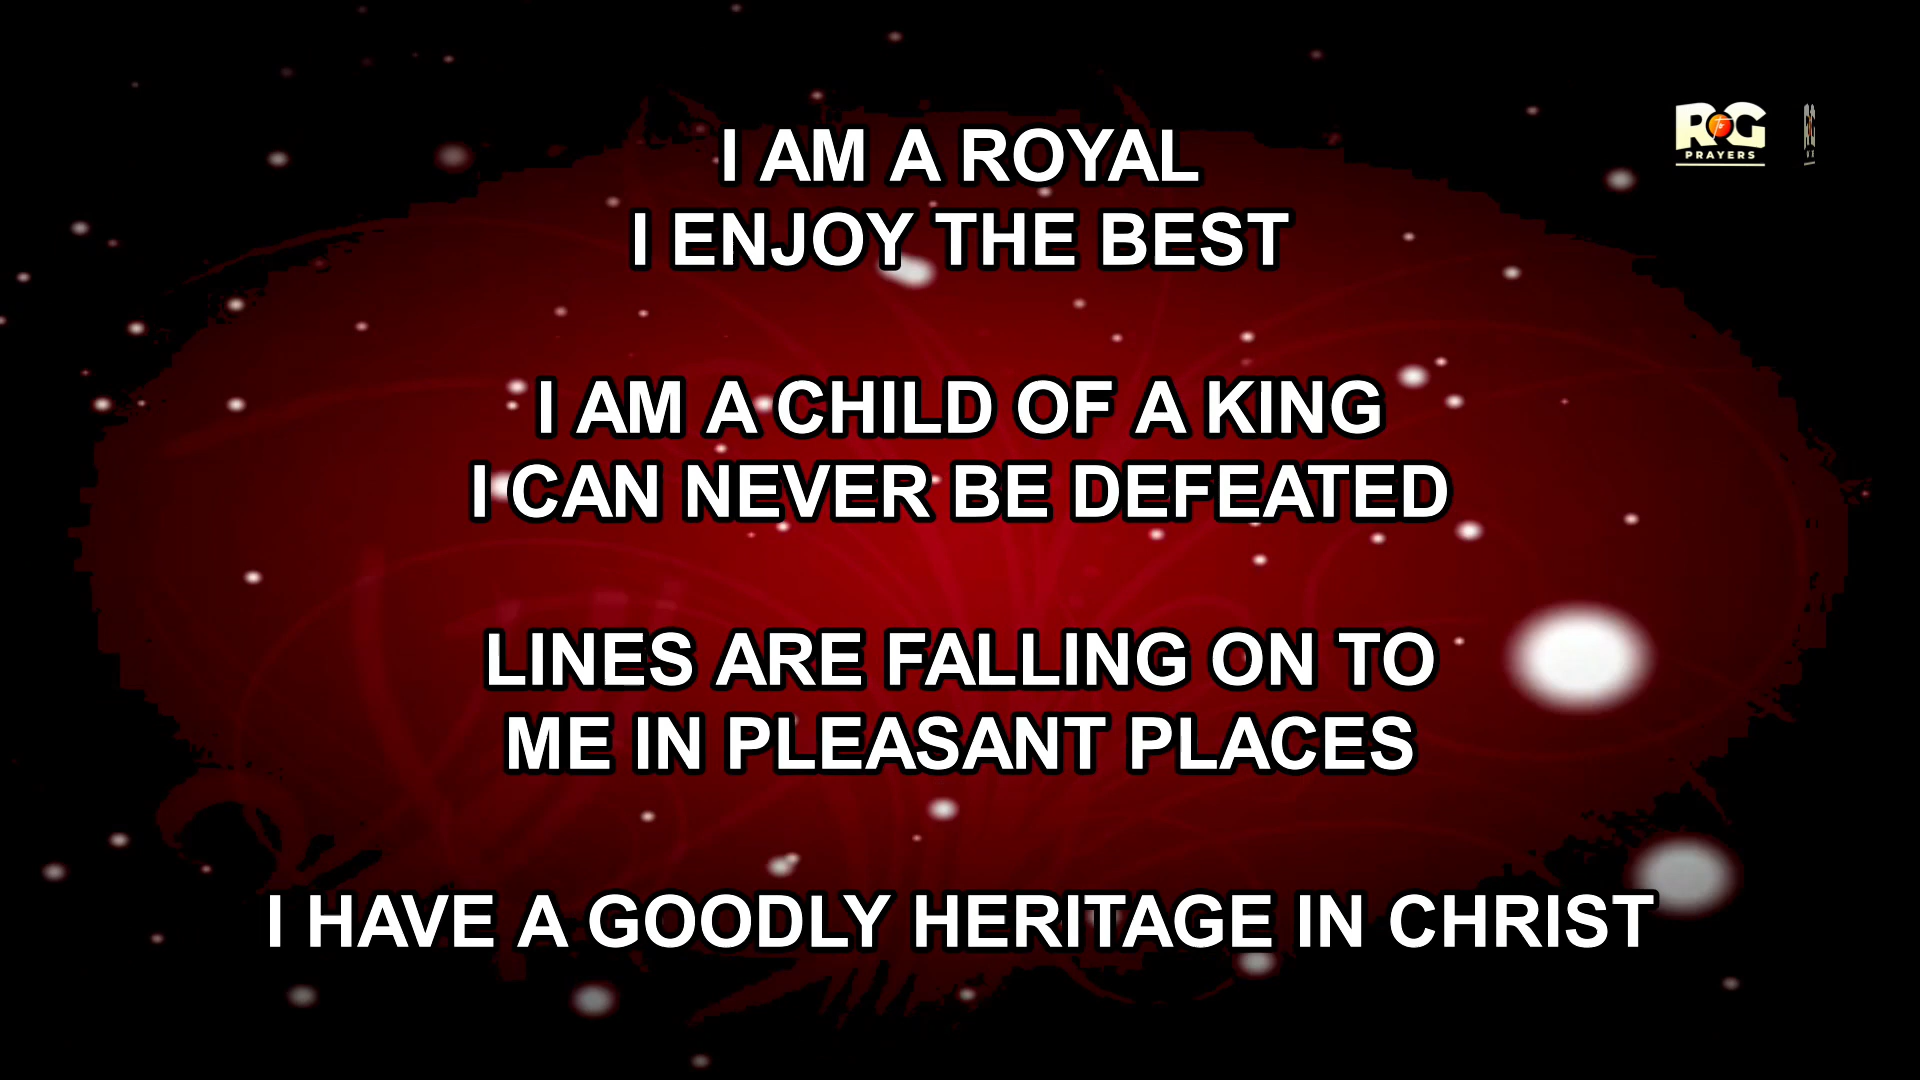 I AM A ROYAL
I ENJOY THE BEST
I AM A CHILD OF A KING
I CAN NEVER BE DEFEATED
LINES ARE FALLING ON TO
ME IN PLEASANT PLACES
I HAVE A GOODLY HERITAGE IN CHRIST
ROG
PRAYERS